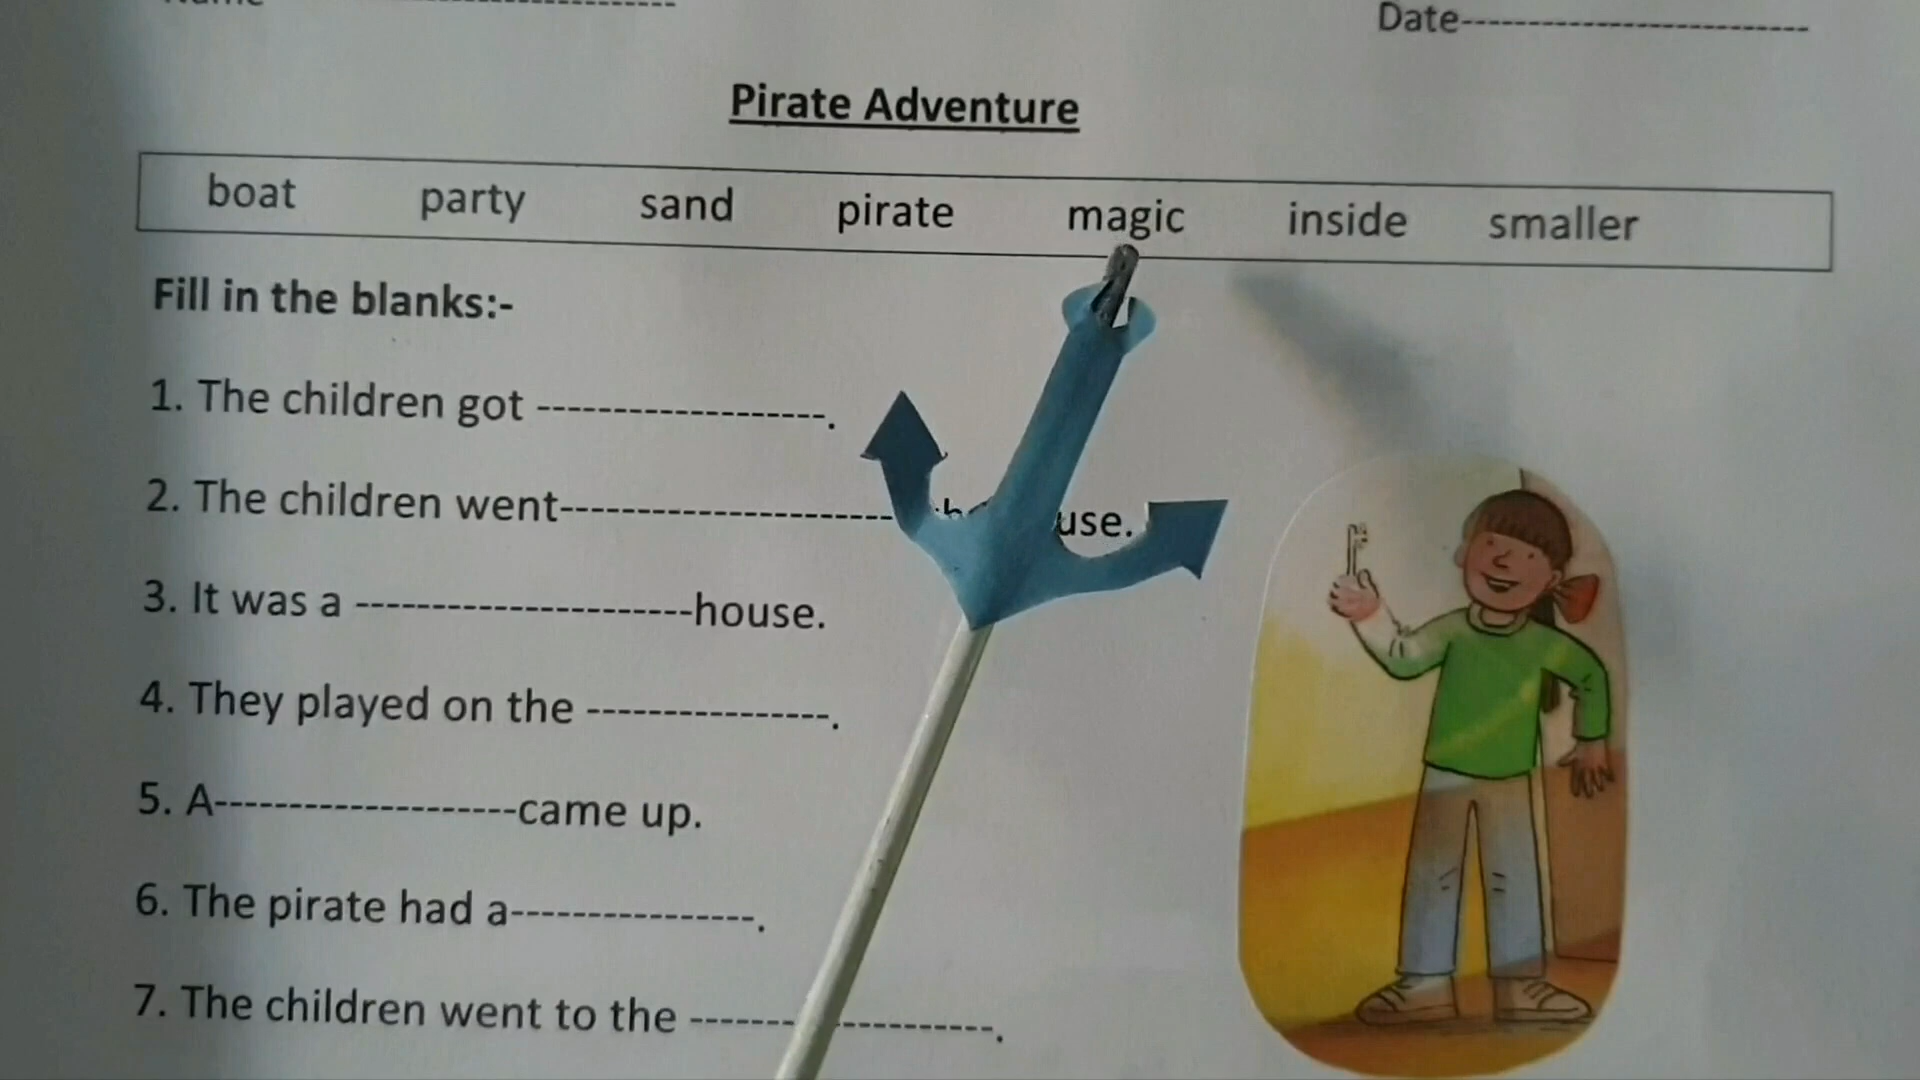 Date--------------------------
Pirate Adventure
boat party sand pirate magic inside smaller
Fill in the blanks:-
1. The children got -------------------.
2. The children went---------------------- use.
3. It was a ----------------------house.
4. They played on the ----------------.
5. A--------------------came up.
6. The pirate had a----------------.
7. The children went to the --------------------.